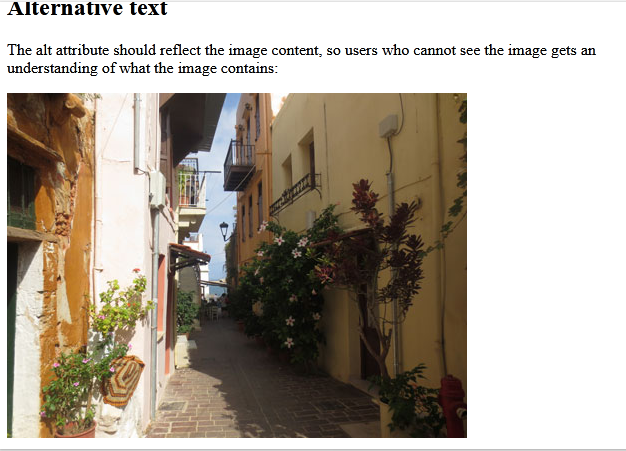 Alternative text
The alt attribute should reflect the image content, so users who cannot see the image gets an
understanding of what the image contains: